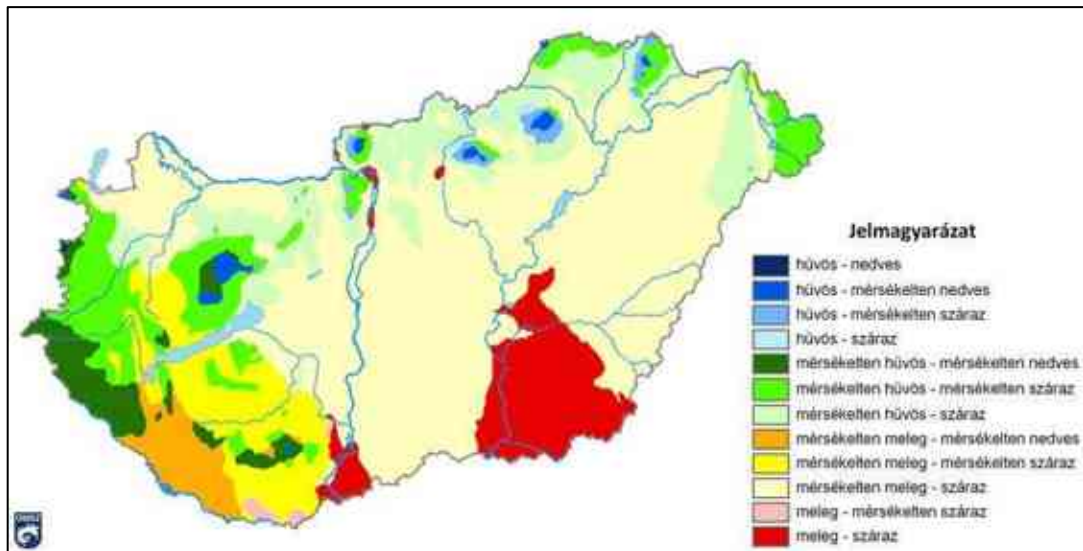 Jelmagyarázat
hűvös - nedves
hűvös - mérsékelten nedves
hűvös - mérsékelten száraz
hűvös - száraz
mérsékelten hűvös - mérsékelten nedves
mérsékelten hűvös - mérsékelten száraz
mérsékelten hűvös - száraz
mérsékelten meleg - mérsékelten nedves
mérsékelten meleg - mérsékelten száraz
mérsékelten meleg - száraz
meleg - mérsékelten száraz
meleg - száraz